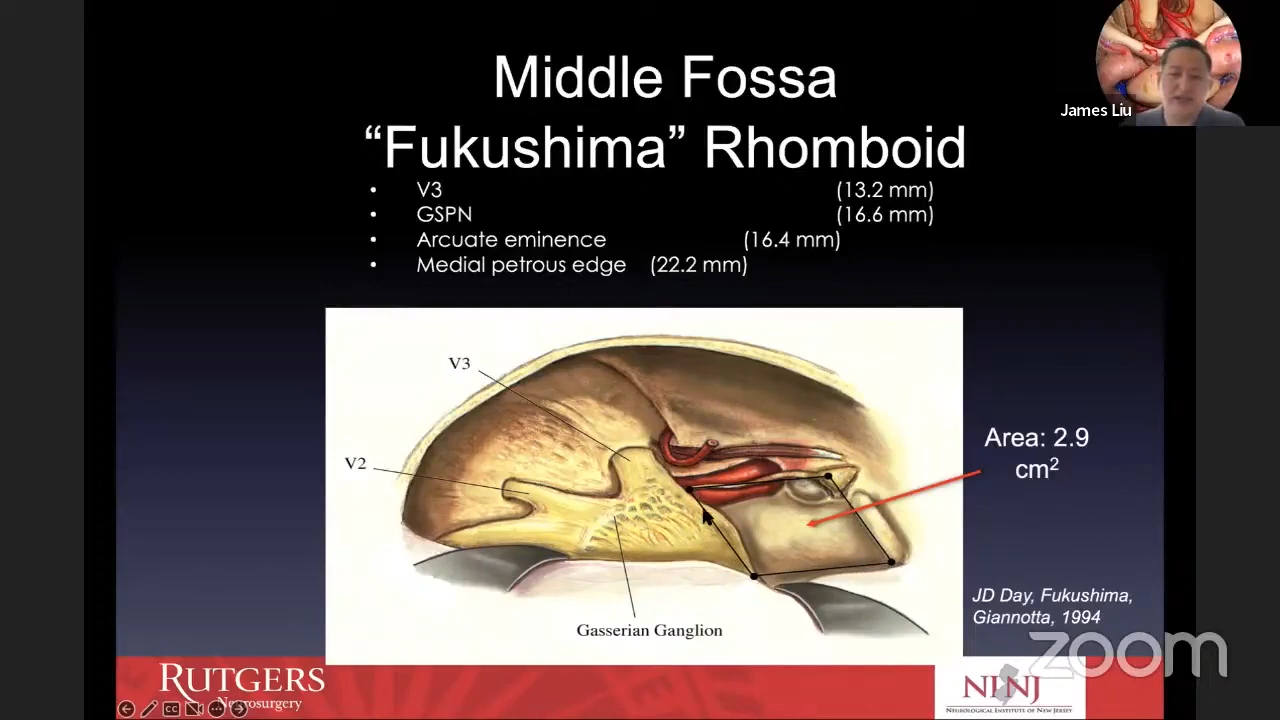 Middle Fossa
“Fukushima” Rhomboid
• V3 (13.2 mm)
• GSPN (16.6 mm)
• Arcuate eminence (16.4 mm)
• Medial petrous edge (22.2 mm)
James Liu
V3
V2
Gasserian Ganglion
Area: 2.9
cm²
JD Day, Fukushima,
Giannotta, 1994
zoom
RUTGERS
Neurosurgery
NINJ
NEUROLOGICAL INSTITUTE OF NEW JERSEY
CC